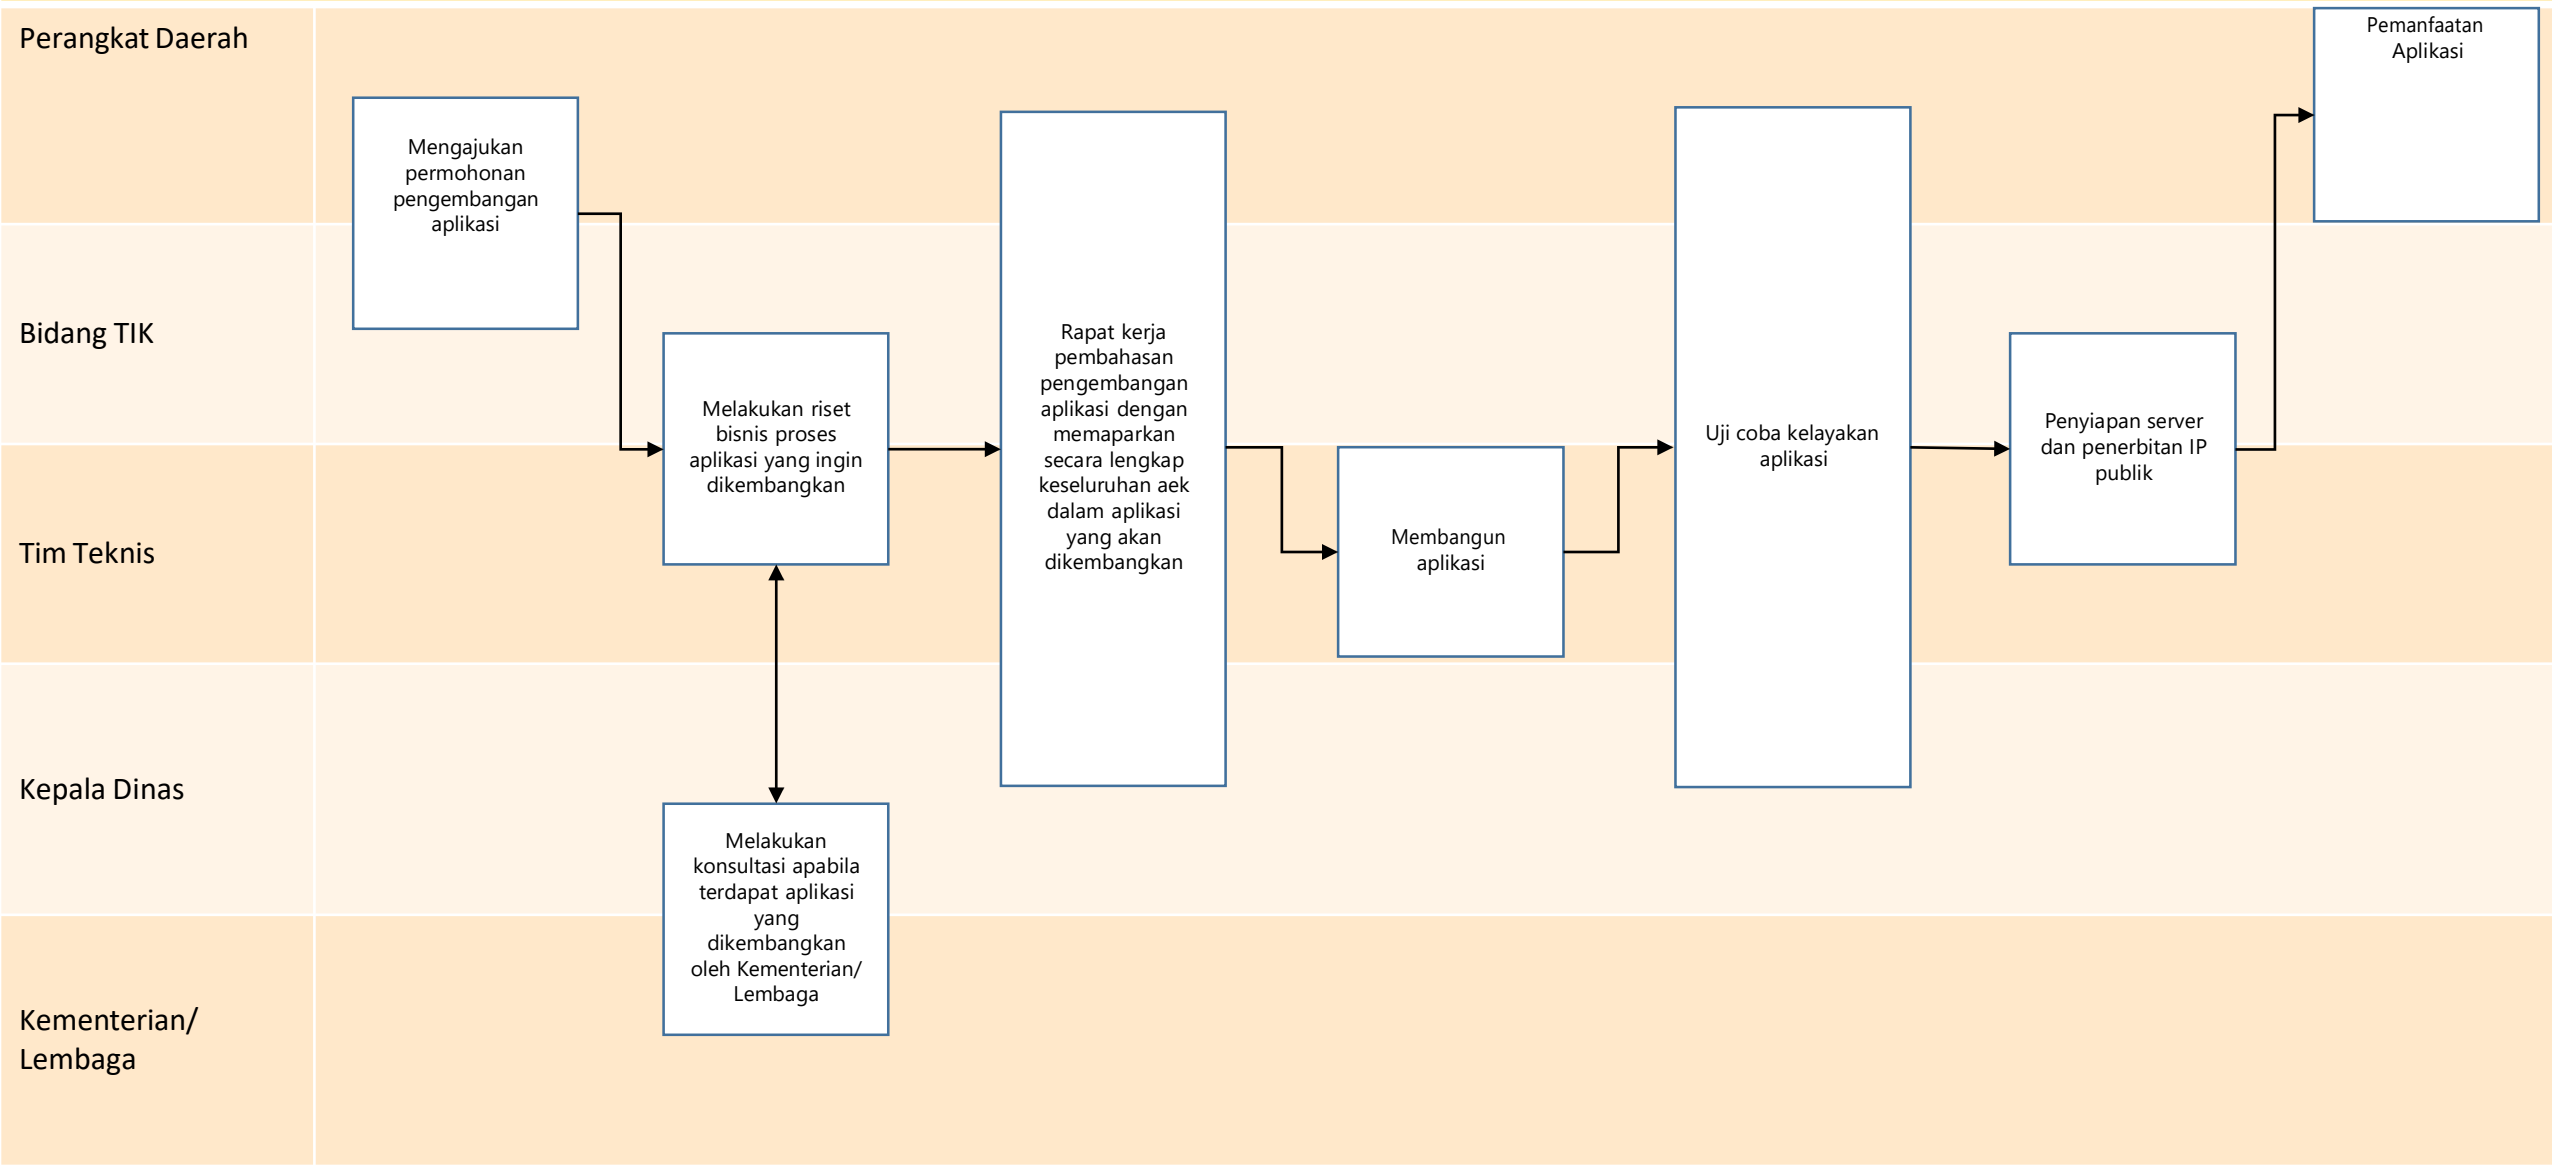 Perangkat Daerah
Bidang TIK
Tim Teknis
Kepala Dinas
Kementerian/
Lembaga
Mengajukan
permohonan
pengembangan
aplikasi
Melakukan riset
bisnis proses
aplikasi yang ingin
dikembangkan
Melakukan
konsultasi apabila
terdapat aplikasi
yang
dikembangkan
oleh Kementerian/
Lembaga
Rapat kerja
pembahasan
pengembangan
aplikasi dengan
memaparkan
secara lengkap
keseluruhan aek
dalam aplikasi
yang akan
dikembangkan
Membangun
aplikasi
Uji coba kelayakan
aplikasi
Penyiapan server
dan penerbitan IP
publik
Pemanfaatan
Aplikasi